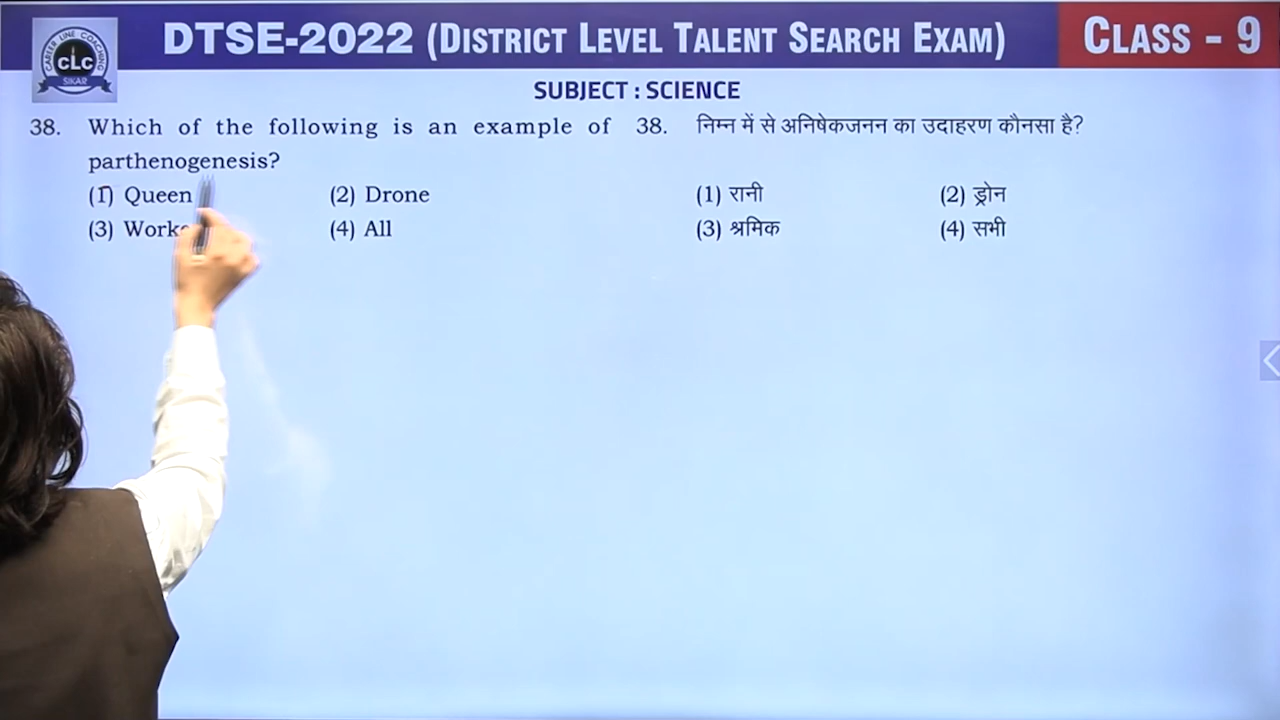 DTSE-2022 (DISTRICT LEVEL TALENT SEARCH EXAM)
CLASS - 9
CAREER LINE COACHING
CLC
SIKAR
SUBJECT : SCIENCE
38. Which of the following is an example of
parthenogenesis?
(1) Queen (2) Drone
(3) Work (4) All
38. निम्न में से अनिषेकजनन का उदाहरण कौनसा है?
(1) रानी (2) ड्रोन
(3) श्रमिक (4) सभी